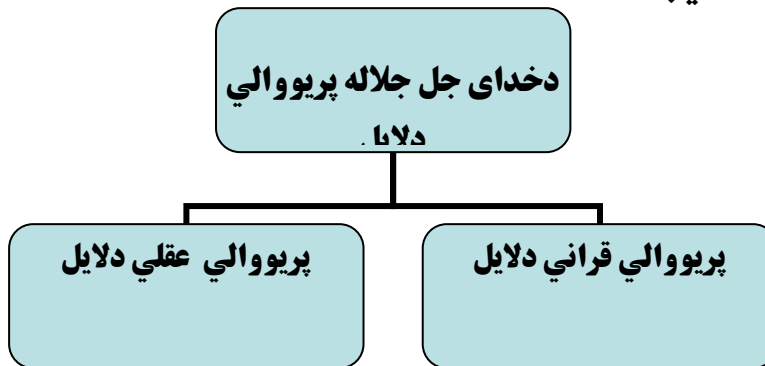 دخدای جل جلاله پریووالي
دلایل
پریووالي قراني دلایل
پریووالي عقلي دلایل